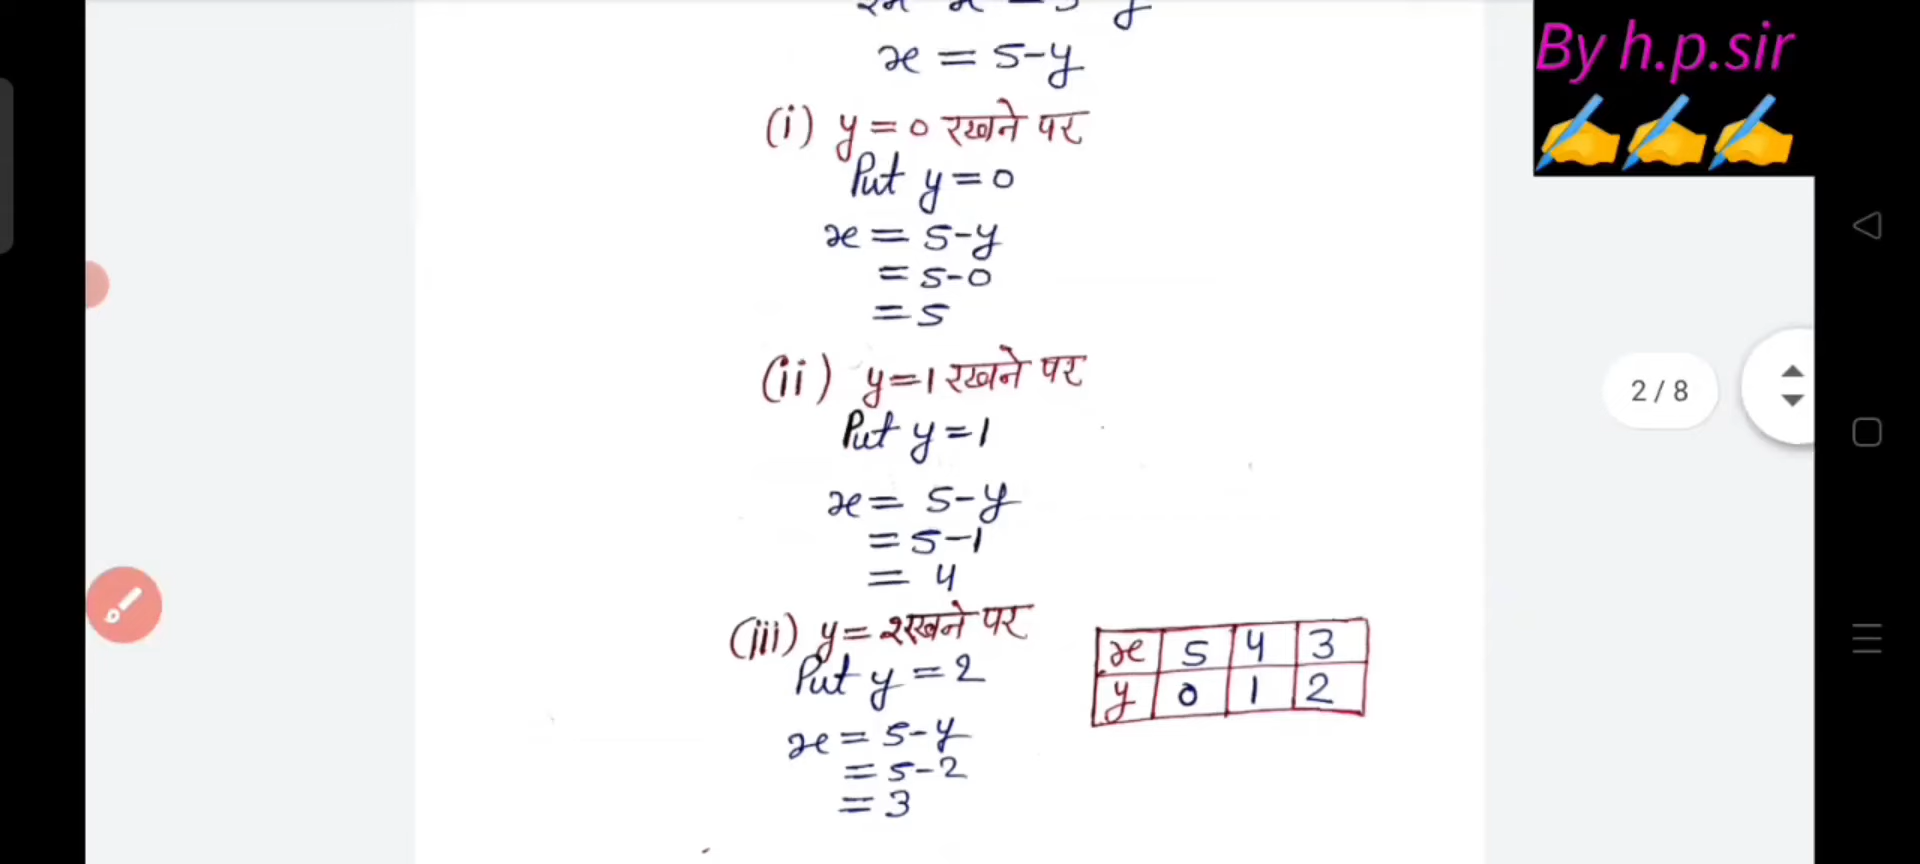 x = 5-y
(i) y=0 रखने पर
Put y=0
x = 5-y
= 5-0
= 5
(ii) y=1 रखने पर
Put y=1
x = 5-y
= 5-1
= 4
(iii) y=2 रखने पर
Put y=2
x = 5-y
= 5-2
= 3
x 5 4 3
y 0 1 2
By h.p.sir
2 / 8